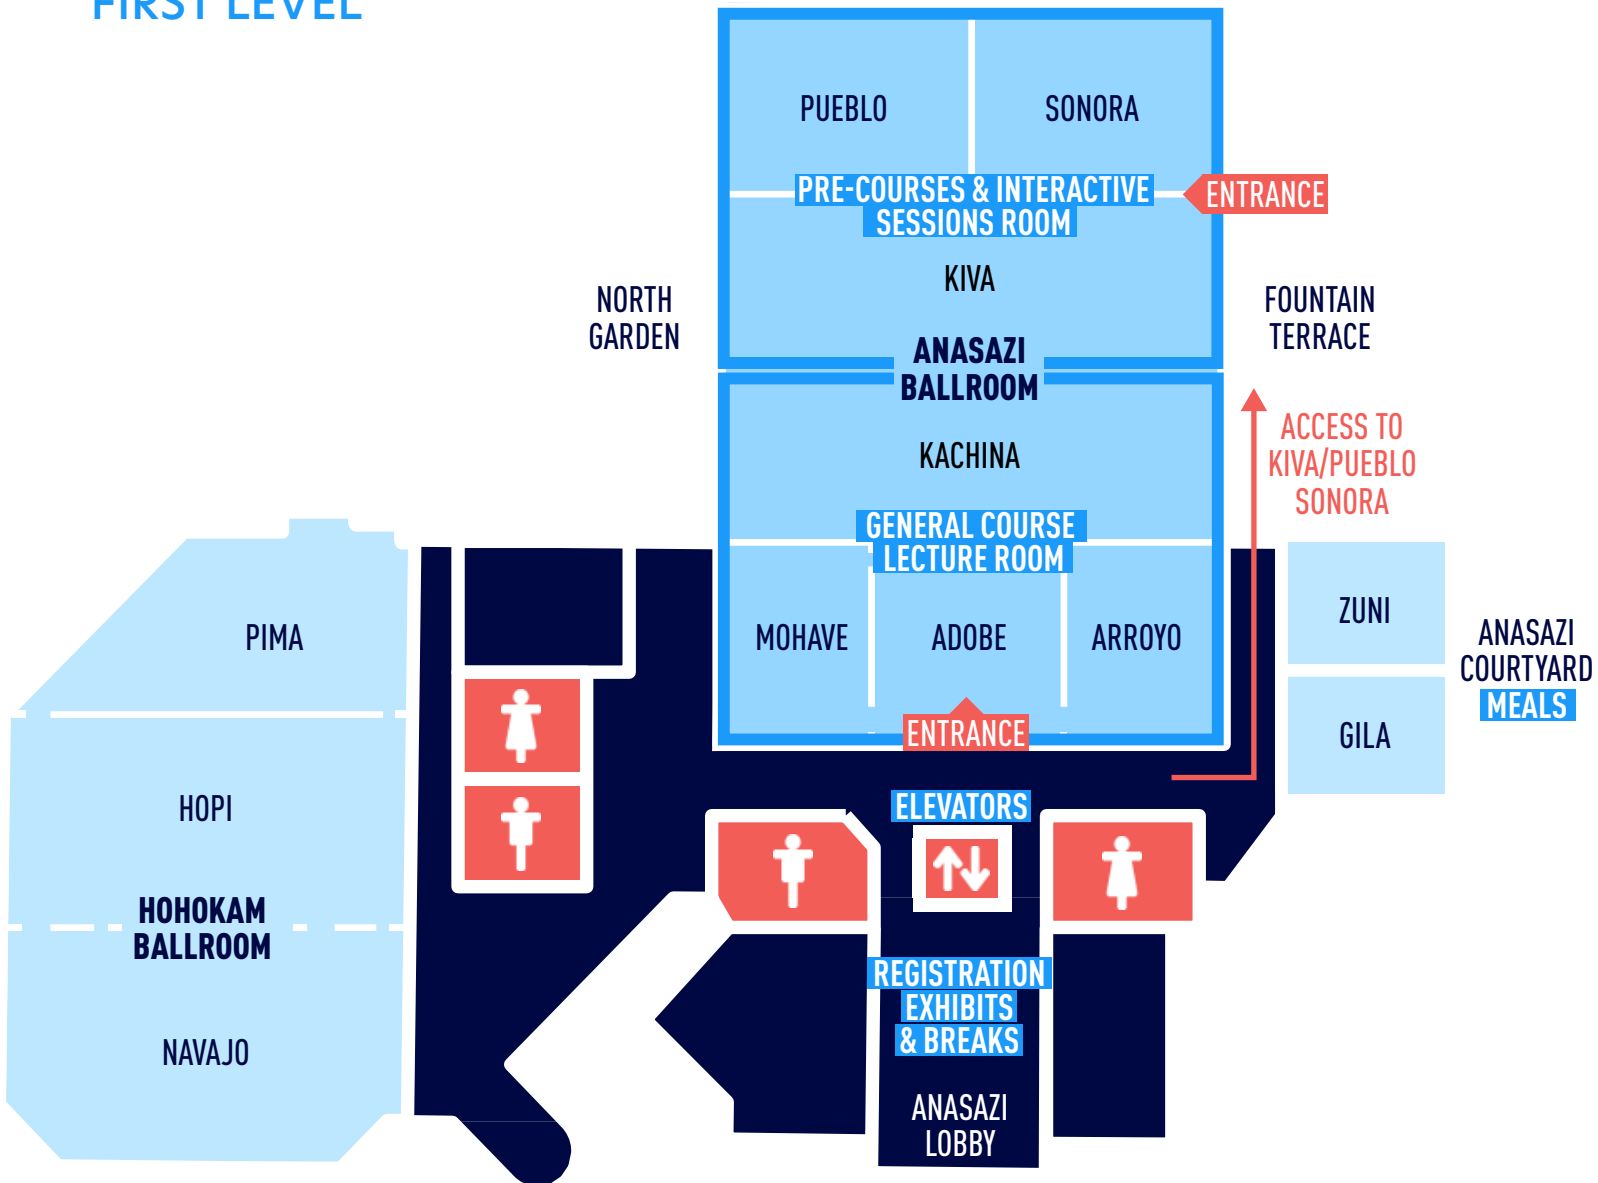 FIRST LEVEL
PUEBLO
SONORA
PRE-COURSES & INTERACTIVE
SESSIONS ROOM
ENTRANCE
KIVA
NORTH
GARDEN
FOUNTAIN
TERRACE
ANASAZI
BALLROOM
KACHINA
ACCESS TO
KIVA/PUEBLO
SONORA
GENERAL COURSE
LECTURE ROOM
MOHAVE
ADOBE
ARROYO
ENTRANCE
ZUNI
GILA
ANASAZI
COURTYARD
MEALS
PIMA
HOPI
HOHOKAM
BALLROOM
NAVAJO
ELEVATORS
REGISTRATION
EXHIBITS
& BREAKS
ANASAZI
LOBBY